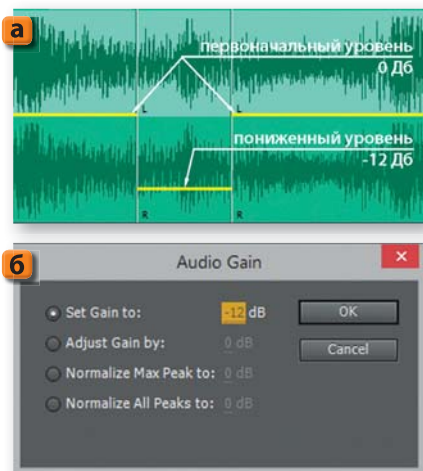 а
первоначальный уровень
0 Дб
L
L
пониженный уровень
-12 Дб
R
R
б
Audio Gain
Set Gain to: -12 dB
OK
Adjust Gain by: 0 dB
Cancel
Normalize Max Peak to: 0 dB
Normalize All Peaks to: 0 dB